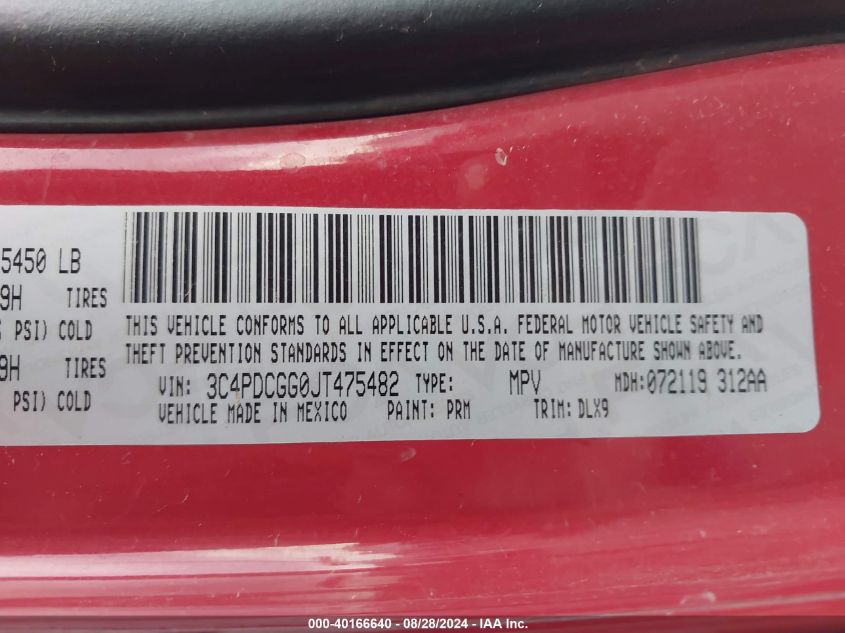 5450 LB
9H TIRES
PSI) COLD
9H TIRES
PSI) COLD
THIS VEHICLE CONFORMS TO ALL APPLICABLE U.S.A. FEDERAL MOTOR VEHICLE SAFETY AND
THEFT PREVENTION STANDARDS IN EFFECT ON THE DATE OF MANUFACTURE SHOWN ABOVE.
VIN: 3C4PDCGG0JT475482 TYPE: MPV MDH:072119 312AA
VEHICLE MADE IN MEXICO PAINT: PRM TRIM: DLX9
000-40166640 - 08/28/2024 - IAA Inc.